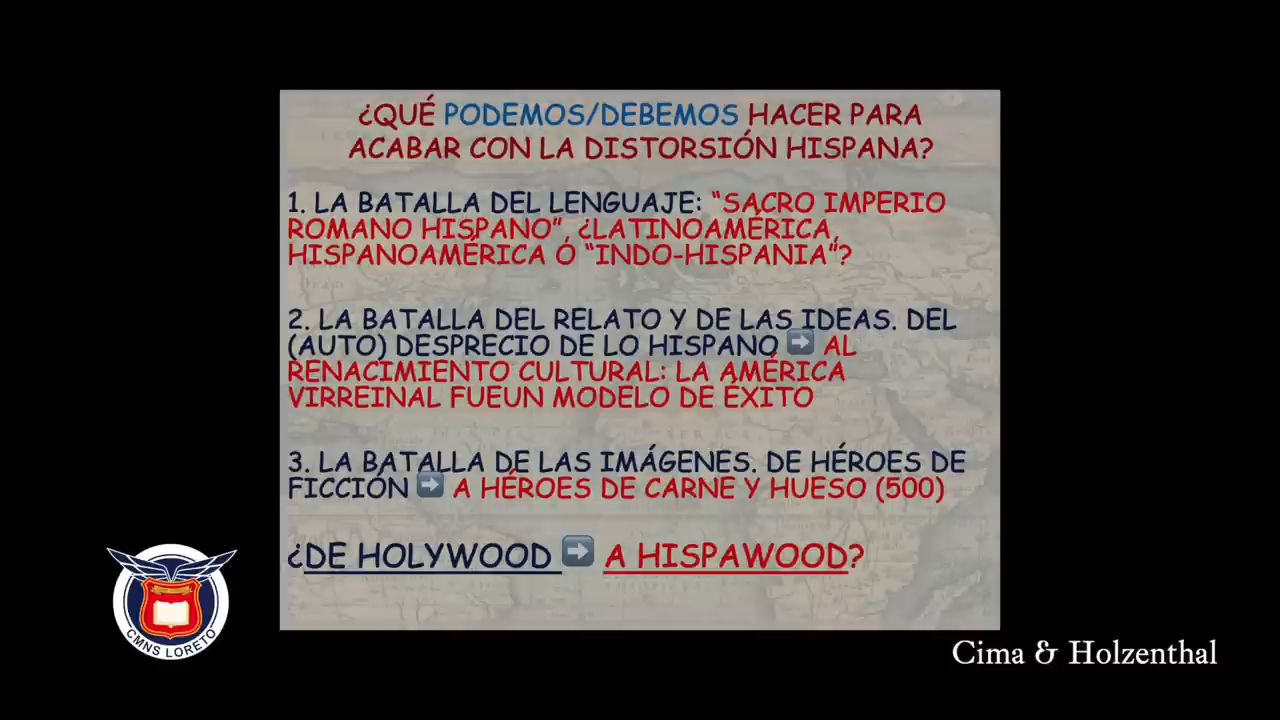 ¿QUÉ PODEMOS/DEBEMOS HACER PARA
ACABAR CON LA DISTORSIÓN HISPANA?
1. LA BATALLA DEL LENGUAJE: “SACRO IMPERIO
ROMANO HISPANO”, ¿LATINOAMÉRICA,
HISPANOAMÉRICA Ó “INDO-HISPANIA”?
2. LA BATALLA DEL RELATO Y DE LAS IDEAS. DEL
(AUTO) DESPRECIO DE LO HISPANO ➡ AL
RENACIMIENTO CULTURAL: LA AMÉRICA
VIRREINAL FUEUN MODELO DE ÉXITO
3. LA BATALLA DE LAS IMÁGENES. DE HÉROES DE
FICCIÓN ➡ A HÉROES DE CARNE Y HUESO (500)
¿DE HOLYWOOD ➡ A HISPAWOOD?
CMNS LORETO
Cima & Holzenthal